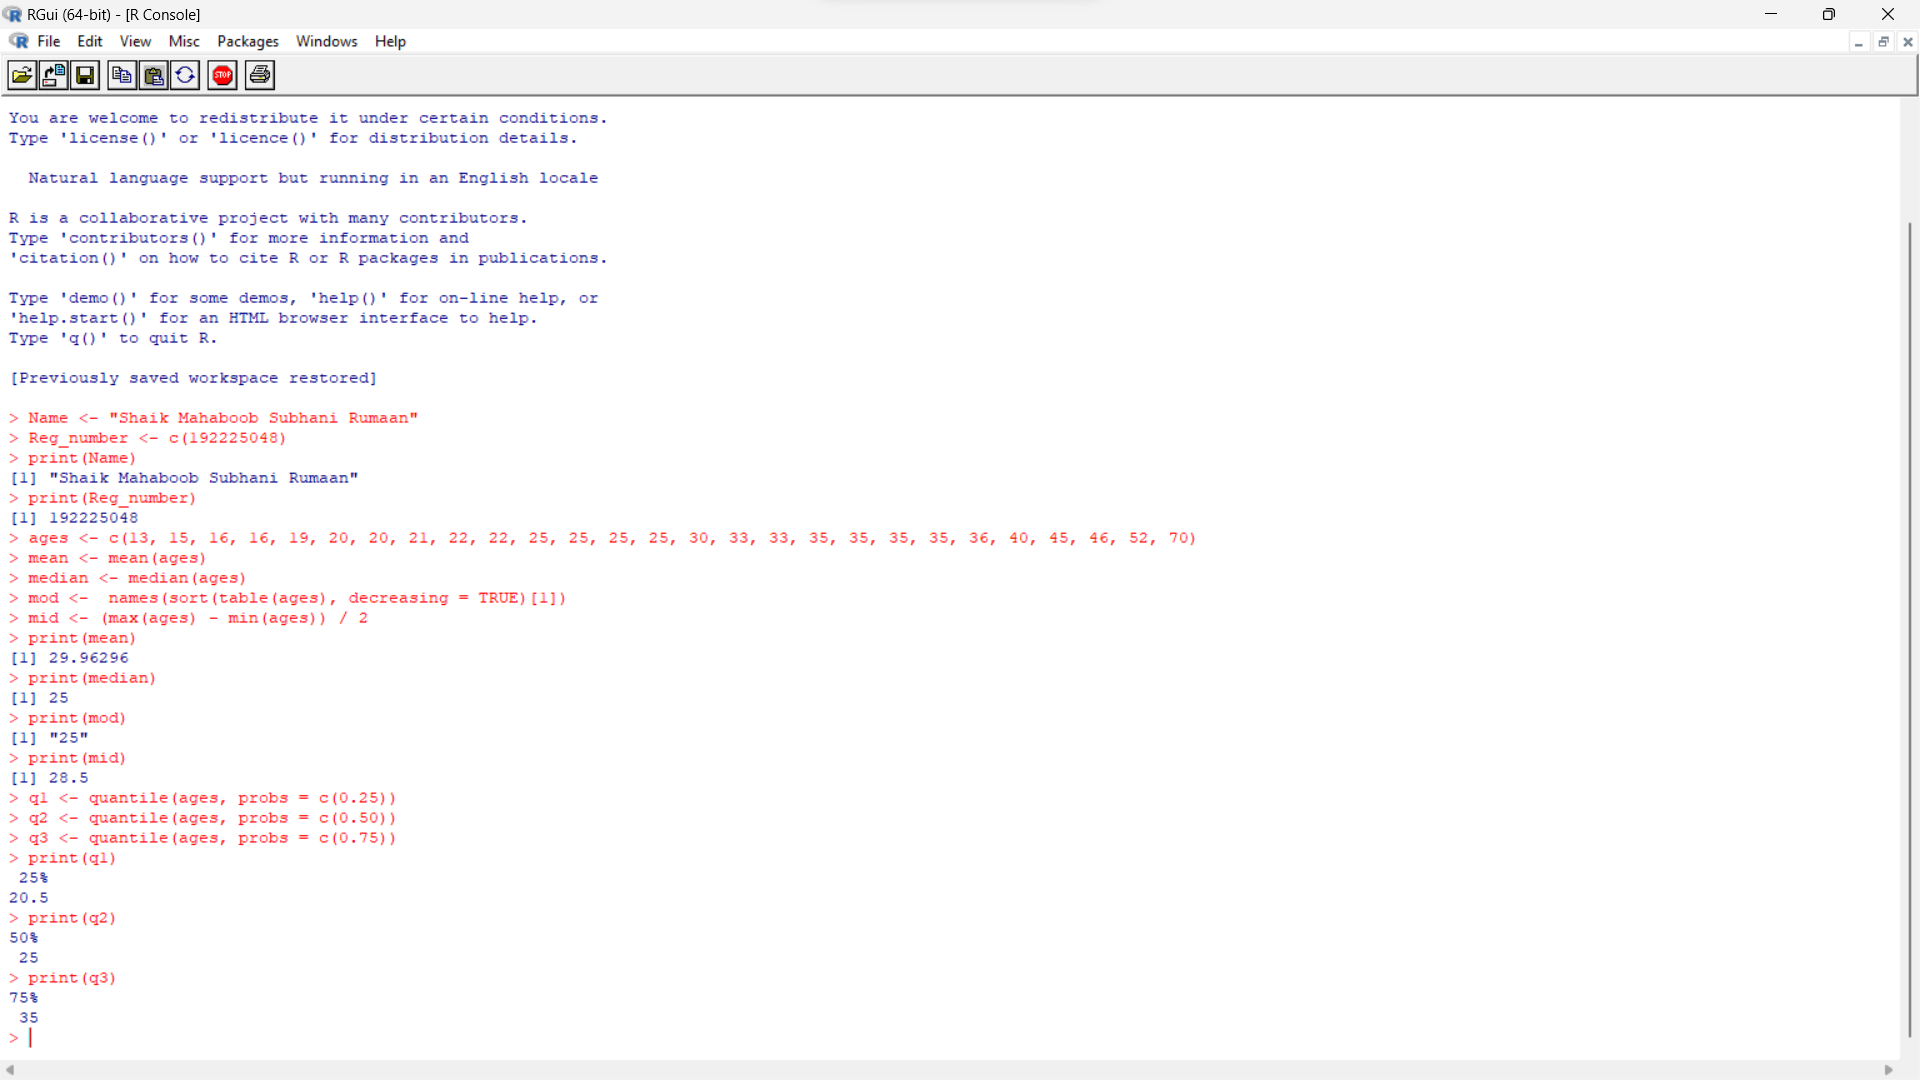 RGui (64-bit) - [R Console]
File Edit View Misc Packages Windows Help
STOP
You are welcome to redistribute it under certain conditions.
Type 'license()' or 'licence()' for distribution details.
Natural language support but running in an English locale
R is a collaborative project with many contributors.
Type 'contributors()' for more information and
'citation()' on how to cite R or R packages in publications.
Type 'demo()' for some demos, 'help()' for on-line help, or
'help.start()' for an HTML browser interface to help.
Type 'q()' to quit R.
[Previously saved workspace restored]
> Name <- "Shaik Mahaboob Subhani Rumaan"
> Reg_number <- c(192225048)
> print(Name)
[1] "Shaik Mahaboob Subhani Rumaan"
> print(Reg_number)
[1] 192225048
> ages <- c(13, 15, 16, 16, 19, 20, 20, 21, 22, 22, 25, 25, 25, 25, 30, 33, 33, 35, 35, 35, 35, 36, 40, 45, 46, 52, 70)
> mean <- mean(ages)
> median <- median(ages)
> mod <-  names(sort(table(ages), decreasing = TRUE)[1])
> mid <- (max(ages) - min(ages)) / 2
> print(mean)
[1] 29.96296
> print(median)
[1] 25
> print(mod)
[1] "25"
> print(mid)
[1] 28.5
> q1 <- quantile(ages, probs = c(0.25))
> q2 <- quantile(ages, probs = c(0.50))
> q3 <- quantile(ages, probs = c(0.75))
> print(q1)
25%
20.5
> print(q2)
50%
25
> print(q3)
75%
35
>